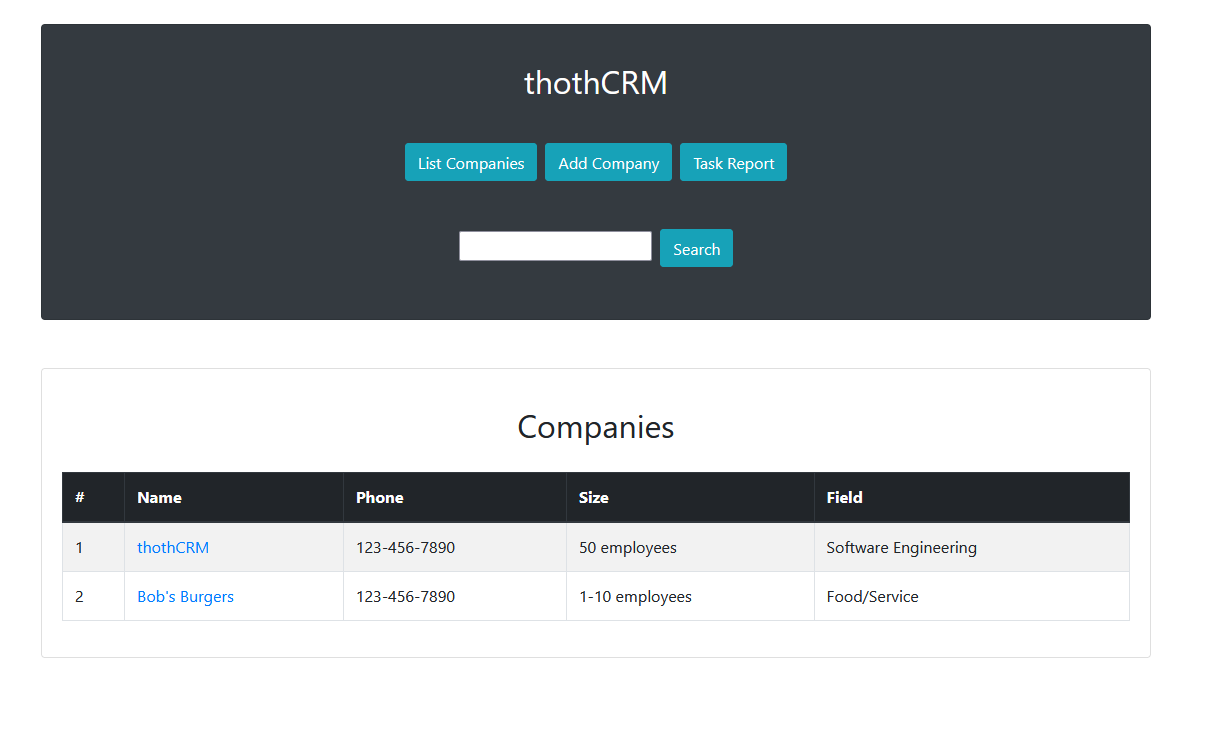 thothCRM
List Companies Add Company Task Report
Search
Companies
# Name Phone Size Field
1 thothCRM 123-456-7890 50 employees Software Engineering
2 Bob's Burgers 123-456-7890 1-10 employees Food/Service